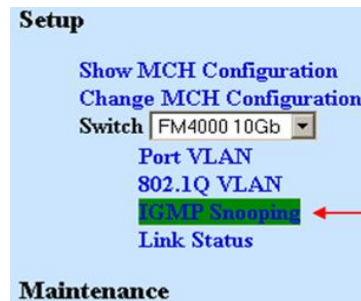 Setup
Show MCH Configuration
Change MCH Configuration
Switch FM4000 10Gb
Port VLAN
802.1Q VLAN
IGMP Snooping
Link Status
Maintenance